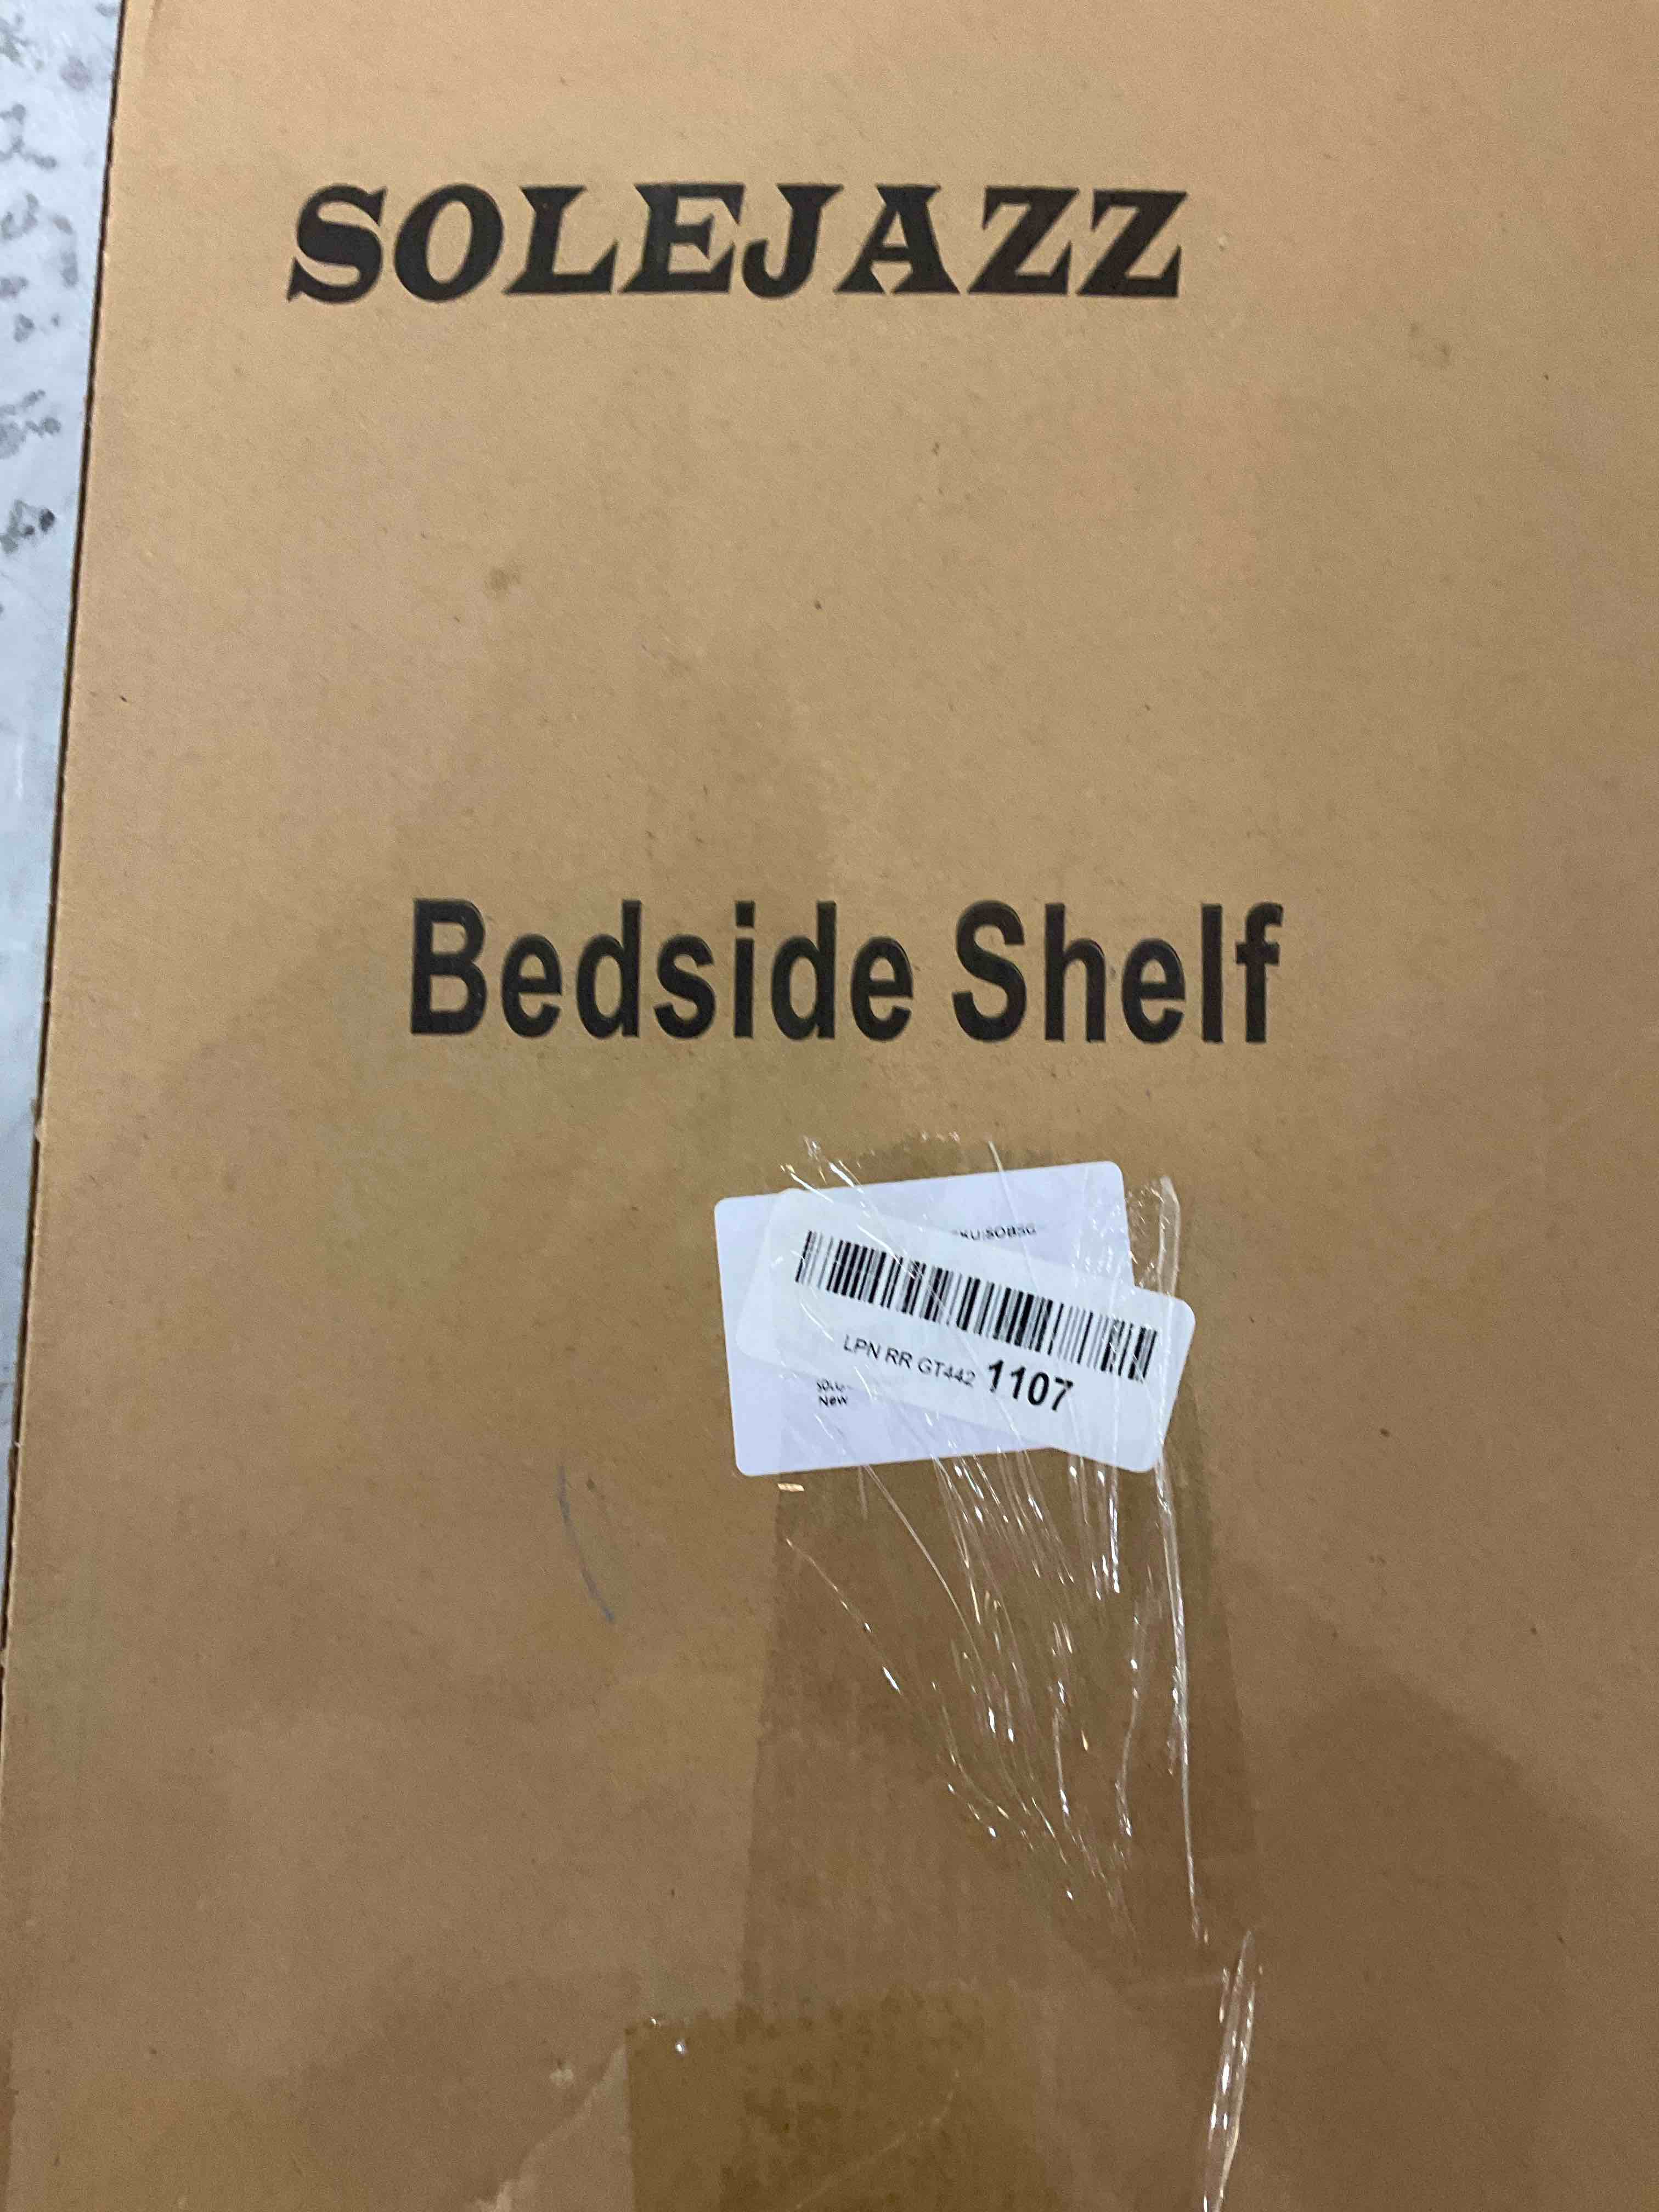 SOLEJAZZ
Bedside Shelf
LPN RR GT442 1107
New